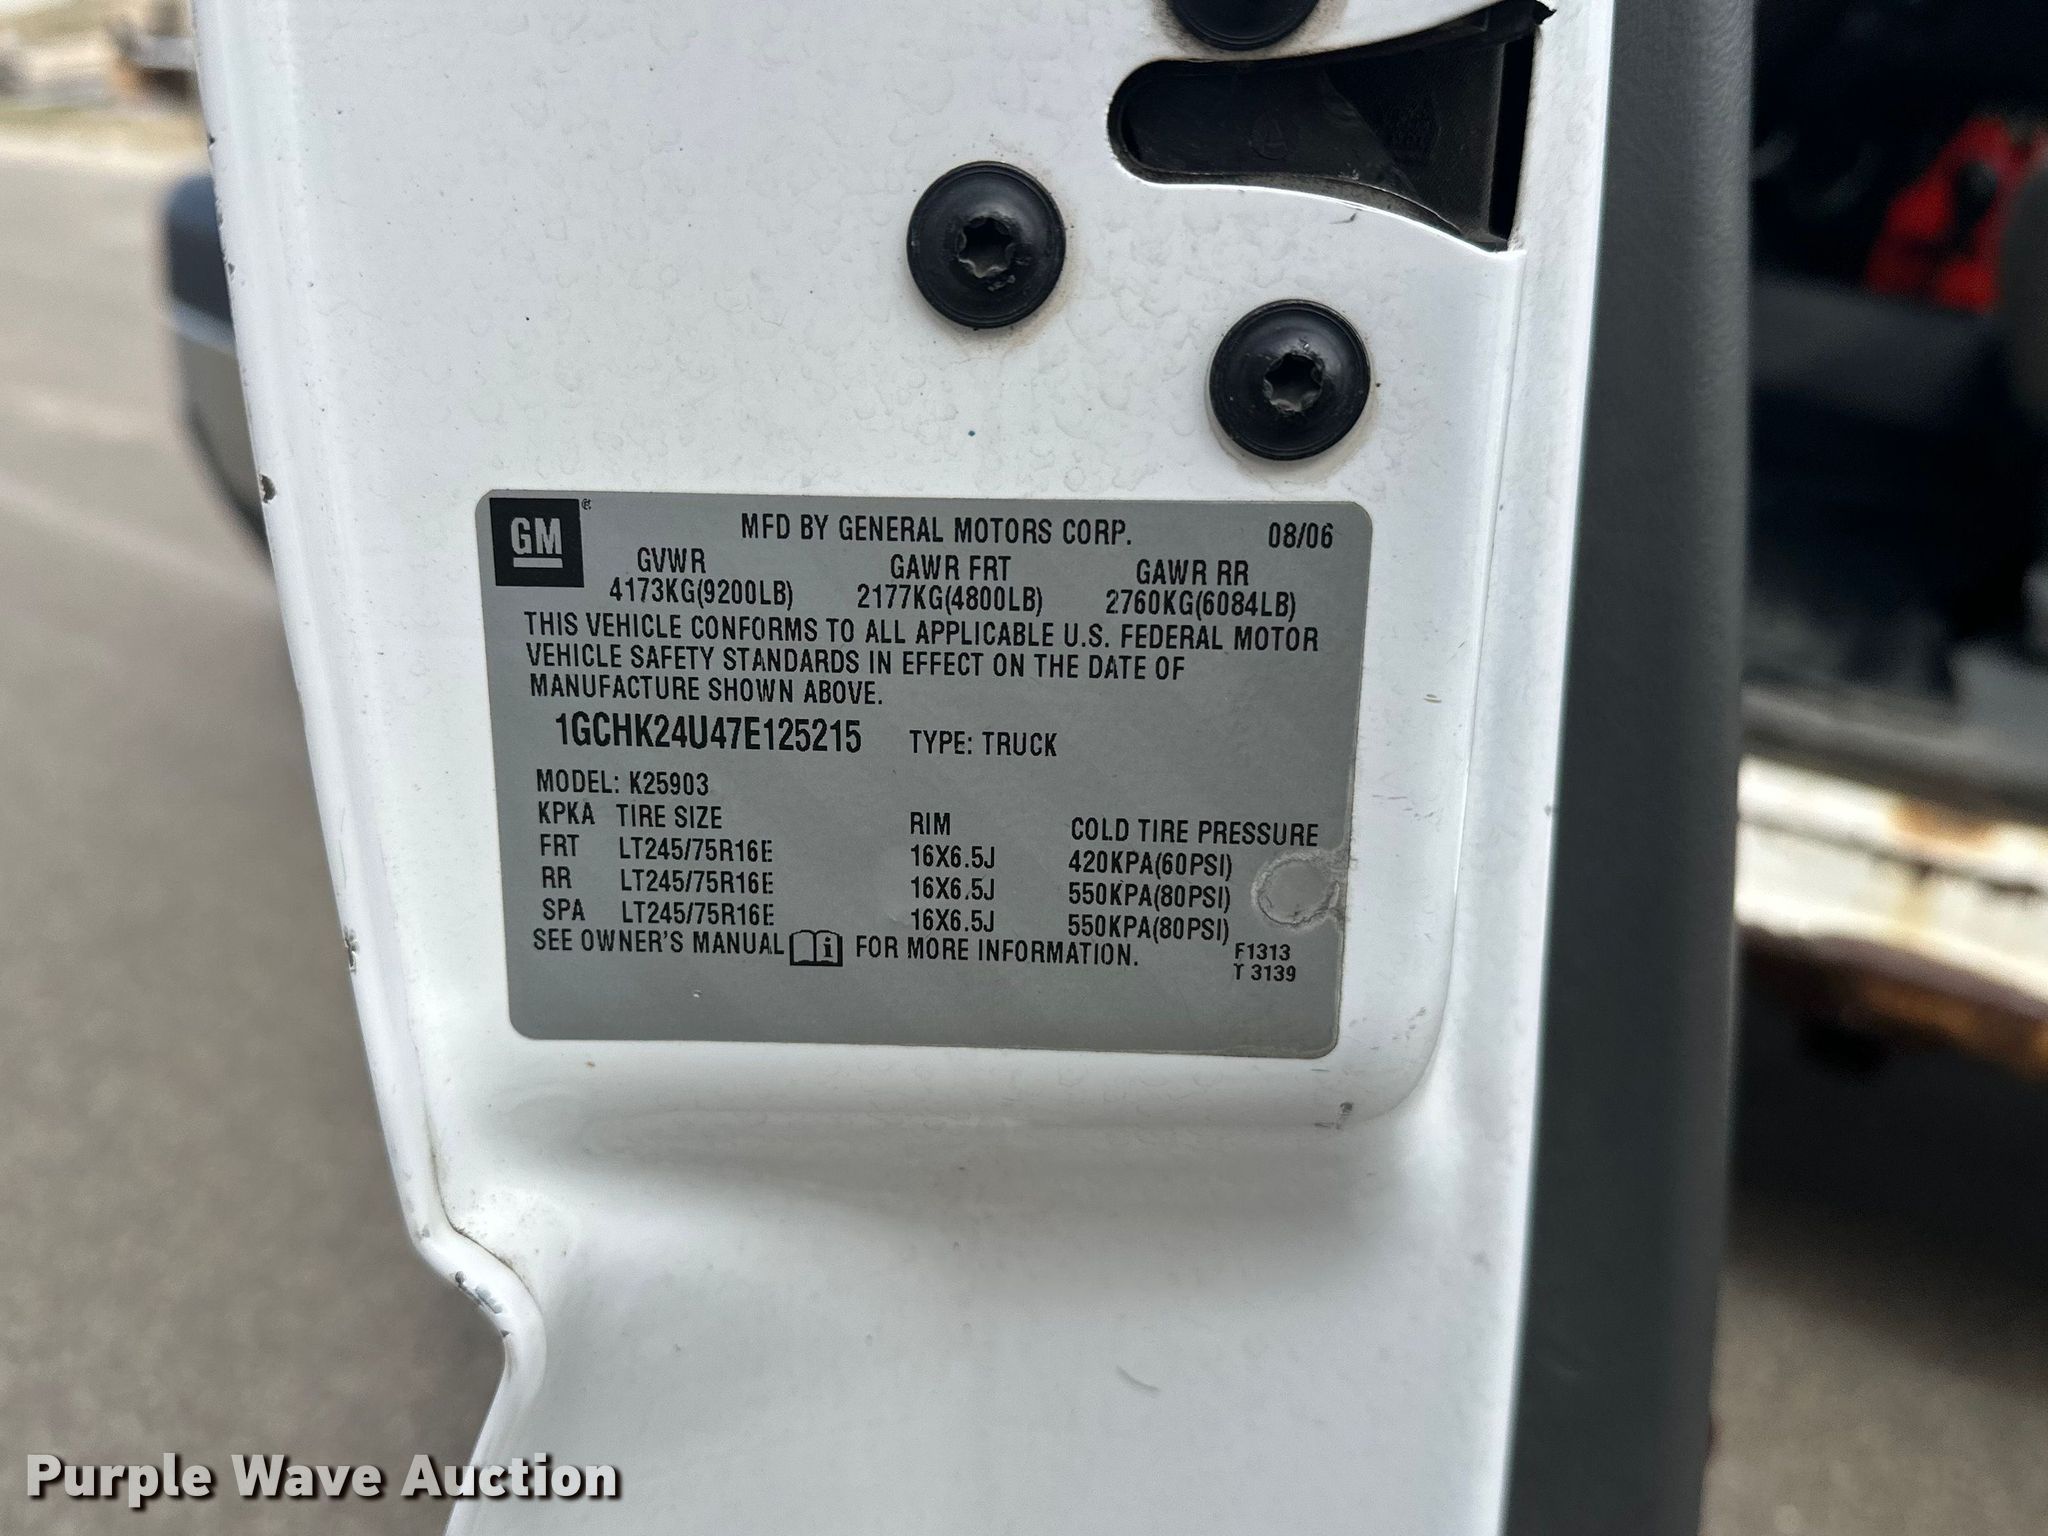 GM ®
MFD BY GENERAL MOTORS CORP. 08/06
GVWR GAWR FRT GAWR RR
4173KG(9200LB) 2177KG(4800LB) 2760KG(6084LB)
THIS VEHICLE CONFORMS TO ALL APPLICABLE U.S. FEDERAL MOTOR
VEHICLE SAFETY STANDARDS IN EFFECT ON THE DATE OF
MANUFACTURE SHOWN ABOVE.
1GCHK24U47E125215 TYPE: TRUCK
MODEL: K25903
KPKA TIRE SIZE RIM COLD TIRE PRESSURE
FRT LT245/75R16E 16X6.5J 420KPA(60PSI)
RR LT245/75R16E 16X6.5J 550KPA(80PSI)
SPA LT245/75R16E 16X6.5J 550KPA(80PSI)
SEE OWNER'S MANUAL i FOR MORE INFORMATION.
F1313
T 3139
Purple Wave Auction